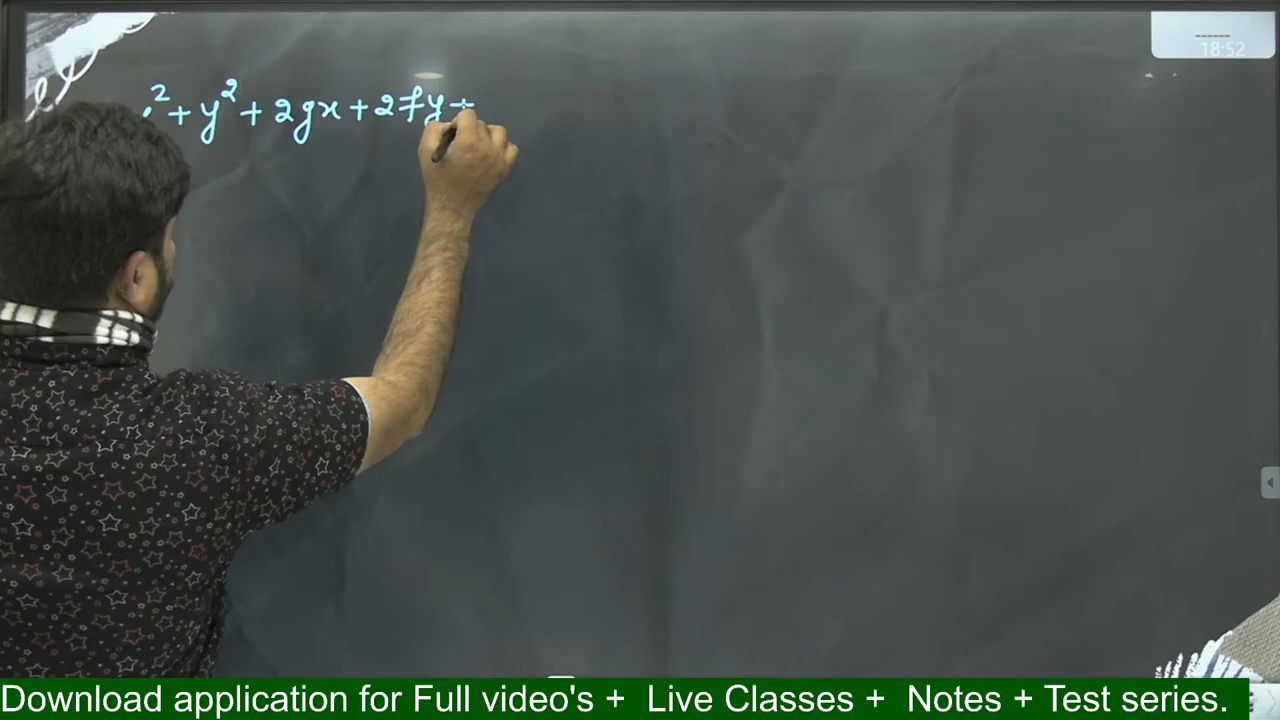 ² + y² + 2gx + 2fy +
18:52
Download application for Full video's + Live Classes + Notes + Test series.